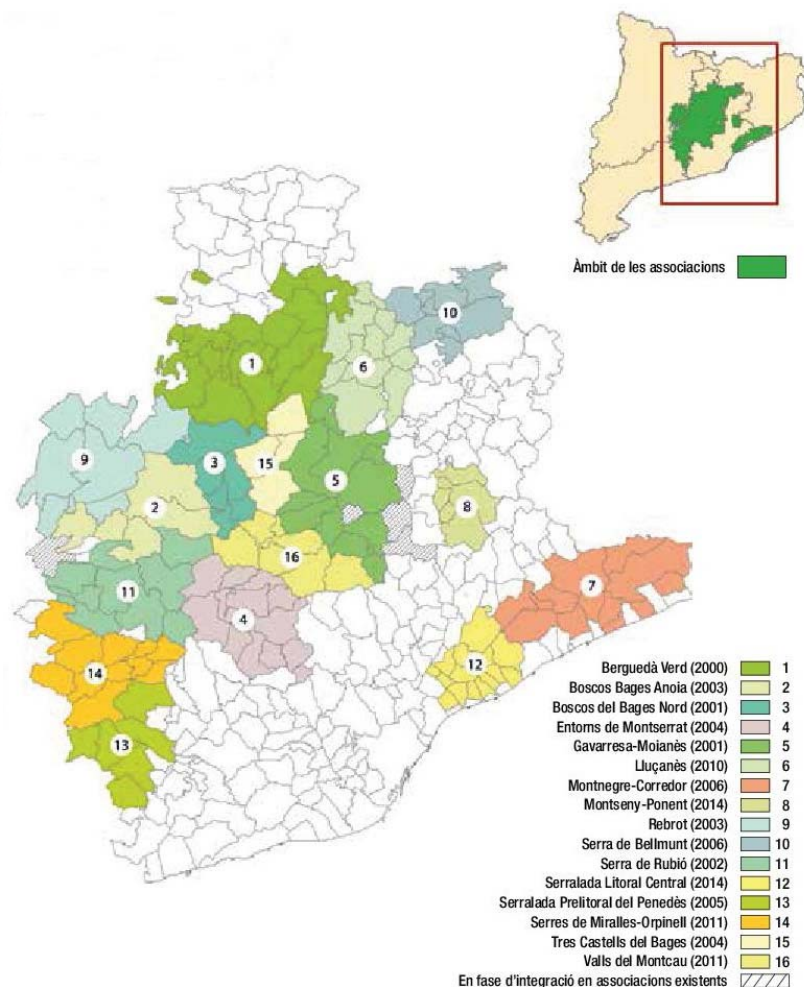 Àmbit de les associacions
10
1
6
9
3
15
5
2
8
16
11
7
4
12
14
13
Berguedà Verd (2000) 1
Boscos Bages Anoia (2003) 2
Boscos del Bages Nord (2001) 3
Entorns de Montserrat (2004) 4
Gavarresa-Moianès (2001) 5
Lluçanès (2010) 6
Montnegre-Corredor (2006) 7
Montseny-Ponent (2014) 8
Rebrot (2003) 9
Serra de Bellmunt (2006) 10
Serra de Rubió (2002) 11
Serralada Litoral Central (2014) 12
Serralada Prelitoral del Penedès (2005) 13
Serres de Miralles-Orpinell (2011) 14
Tres Castells del Bages (2004) 15
Valls del Montcau (2011) 16
En fase d'integració en associacions existents